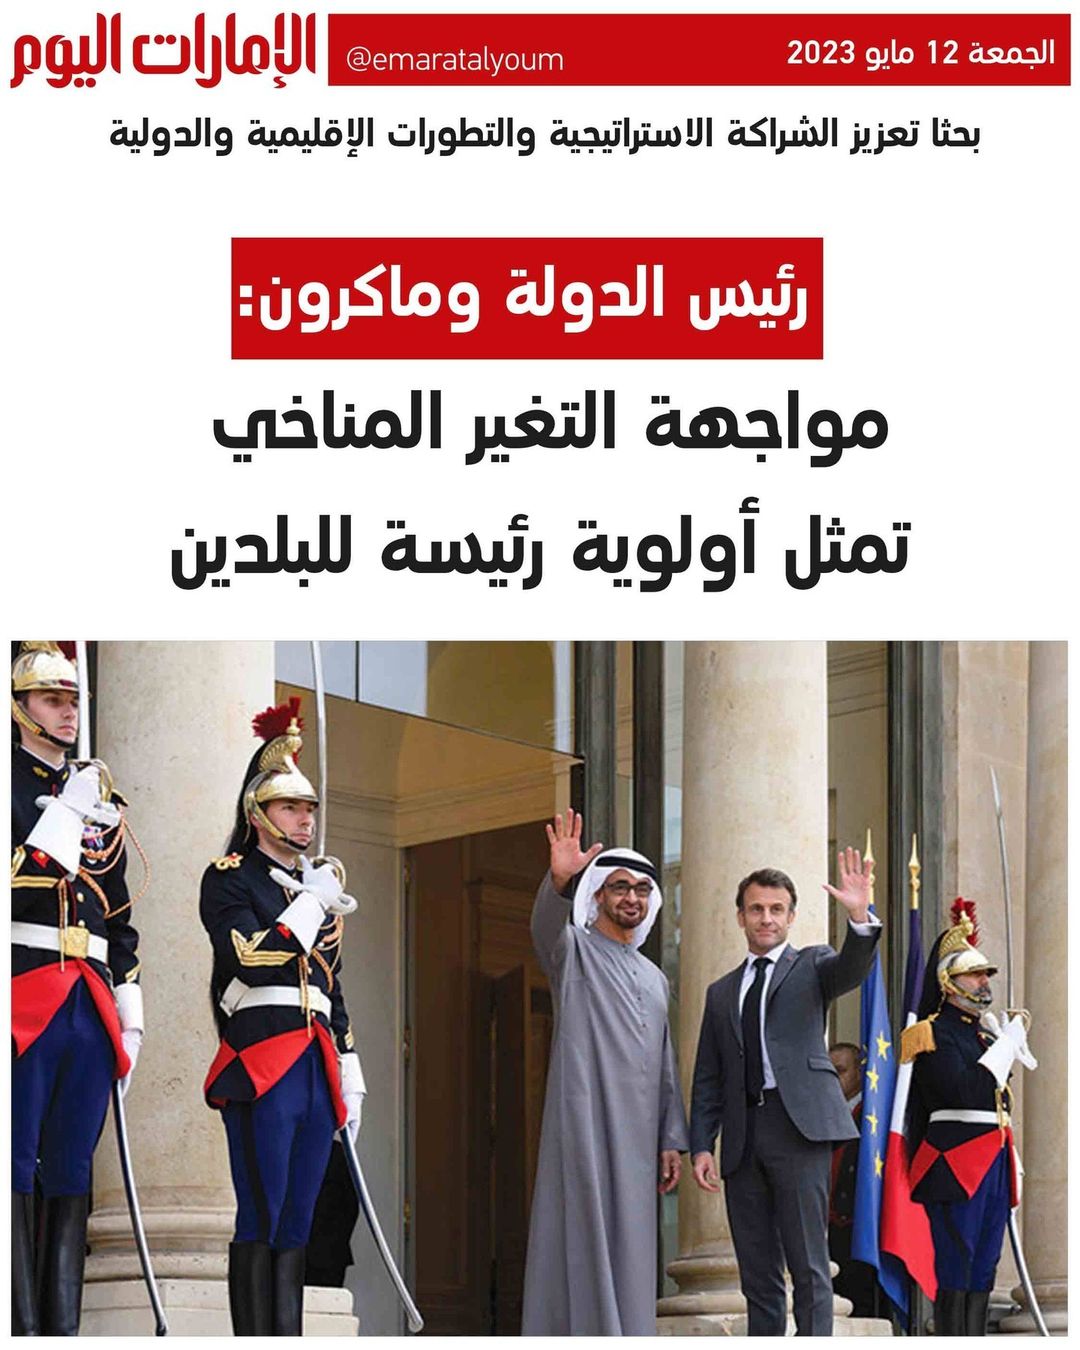 الإمارات اليوم
@emaratalyoum
الجمعة 12 مايو 2023
بحثا تعزيز الشراكة الاستراتيجية والتطورات الإقليمية والدولية
رئيس الدولة وماكرون:
مواجهة التغير المناخي
تمثل أولوية رئيسة للبلدين